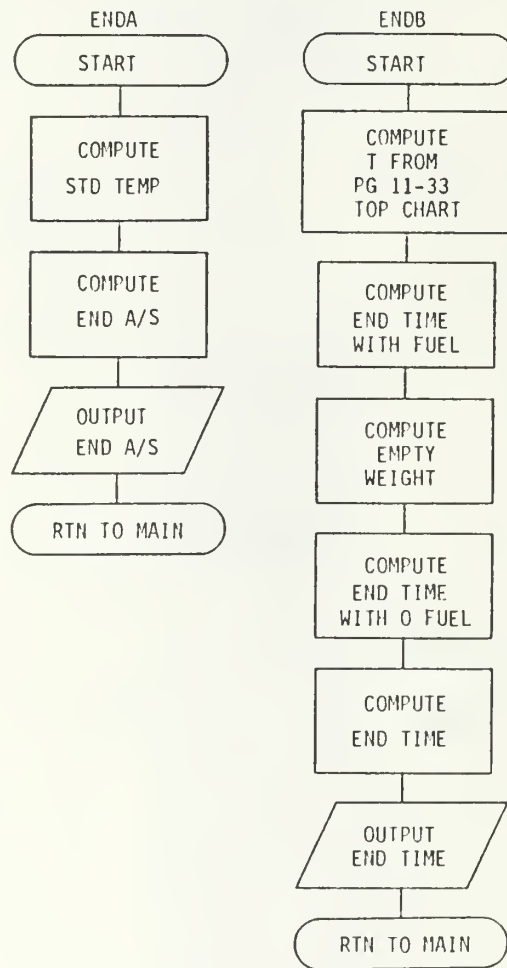 ENDA
START
COMPUTE
STD TEMP
COMPUTE
END A/S
OUTPUT
END A/S
RTN TO MAIN
ENDB
START
COMPUTE
T FROM
PG 11-33
TOP CHART
COMPUTE
END TIME
WITH FUEL
COMPUTE
EMPTY
WEIGHT
COMPUTE
END TIME
WITH 0 FUEL
COMPUTE
END TIME
OUTPUT
END TIME
RTN TO MAIN